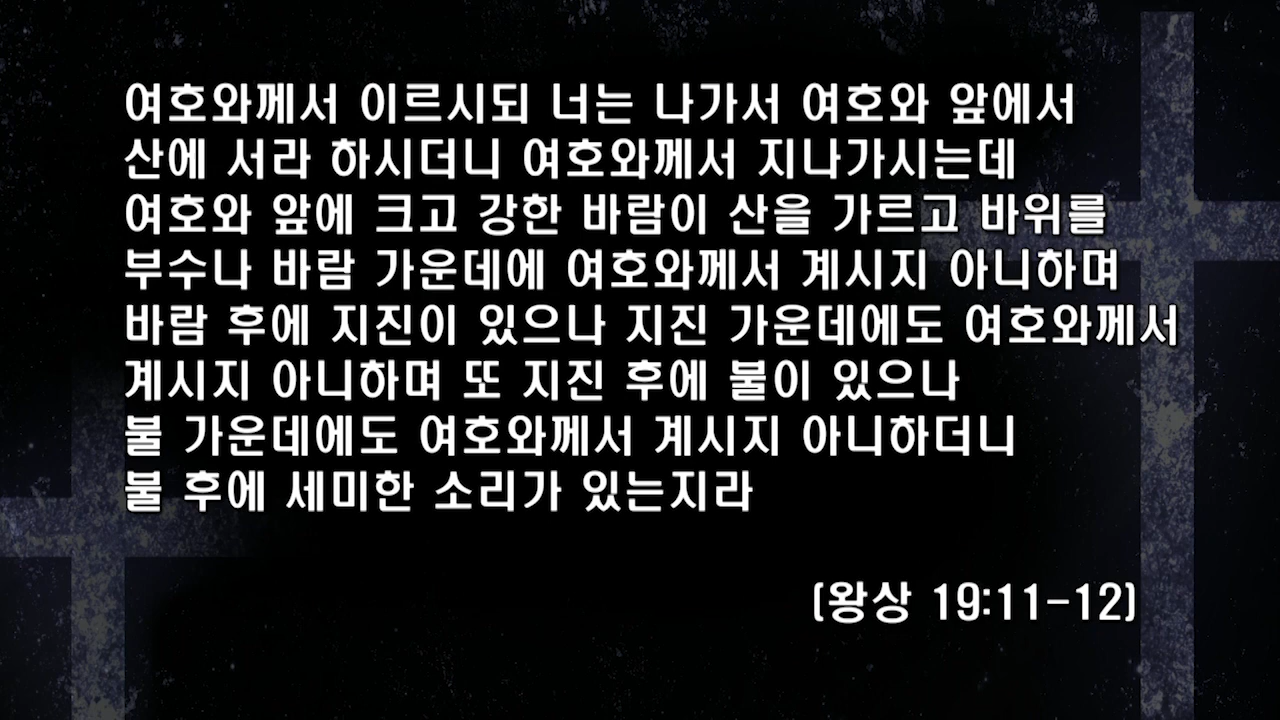 여호와께서 이르시되 너는 나가서 여호와 앞에서
산에 서라 하시더니 여호와께서 지나가시는데
여호와 앞에 크고 강한 바람이 산을 가르고 바위를
부수나 바람 가운데에 여호와께서 계시지 아니하며
바람 후에 지진이 있으나 지진 가운데에도 여호와께서
계시지 아니하며 또 지진 후에 불이 있으나
불 가운데에도 여호와께서 계시지 아니하더니
불 후에 세미한 소리가 있는지라
(왕상 19:11-12)